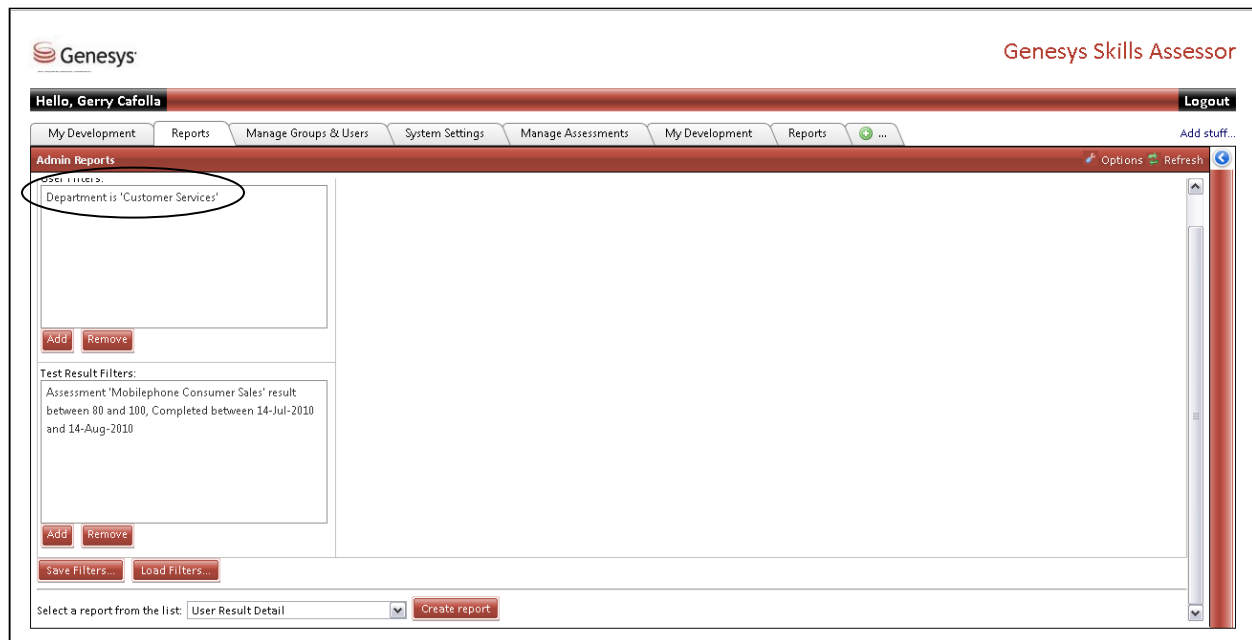 Genesys
Genesys Skills Assessor
Hello, Gerry Cafolla
Logout
My Development
Reports
Manage Groups & Users
System Settings
Manage Assessments
My Development
Reports
...
Add stuff...
Admin Reports
Options
Refresh
User Filters:
Department is 'Customer Services'
Add
Remove
Test Result Filters:
Assessment 'Mobilephone Consumer Sales' result
between 80 and 100, Completed between 14-Jul-2010
and 14-Aug-2010
Add
Remove
Save Filters...
Load Filters...
Select a report from the list:
User Result Detail
Create report